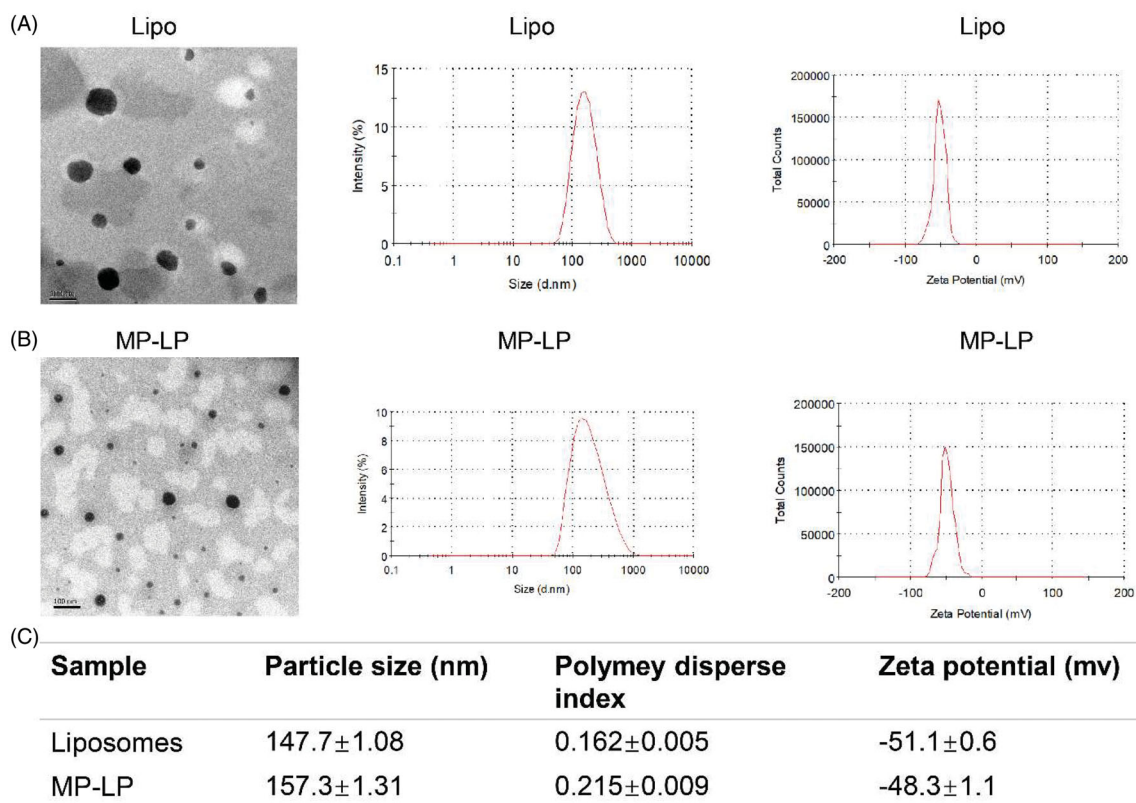 (A)
Lipo
Lipo
Lipo
15
10
5
0
Intensity (%)
0.1 1 10 100 1000 10000
Size (d.nm)
200000
150000
100000
50000
0
Total Counts
-200 -100 0 100 200
Zeta Potential (mV)
(B)
MP-LP
MP-LP
MP-LP
100 nm
10
8
6
4
2
0
Intensity (%)
0.1 1 10 100 1000 10000
Size (d.nm)
200000
150000
100000
50000
0
Total Counts
-200 -100 0 100 200
Zeta Potential (mV)
(C)
Sample Particle size (nm) Polymey disperse index Zeta potential (mv)
Liposomes 147.7±1.08 0.162±0.005 -51.1±0.6
MP-LP 157.3±1.31 0.215±0.009 -48.3±1.1